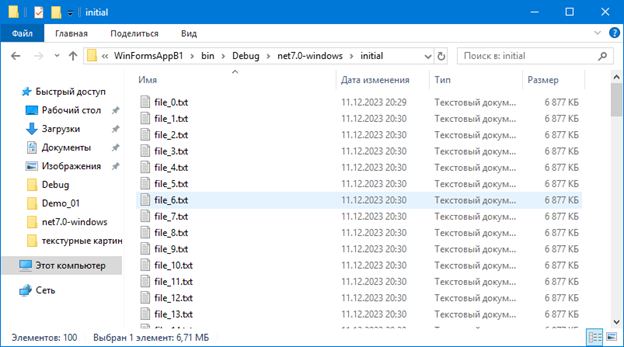 initial
Файл Главная Поделиться Вид
« WinFormsAppB1 › bin › Debug › net7.0-windows › initial Поиск в: initial
Имя Дата изменения Тип Размер
Быстрый доступ
Рабочий стол
Загрузки
Документы
Изображения
Debug
Demo_01
net7.0-windows
текстурные картин
Этот компьютер
Сеть
file_0.txt 11.12.2023 20:29 Текстовый докум... 6 877 КБ
file_1.txt 11.12.2023 20:30 Текстовый докум... 6 877 КБ
file_2.txt 11.12.2023 20:30 Текстовый докум... 6 877 КБ
file_3.txt 11.12.2023 20:30 Текстовый докум... 6 877 КБ
file_4.txt 11.12.2023 20:30 Текстовый докум... 6 877 КБ
file_5.txt 11.12.2023 20:30 Текстовый докум... 6 877 КБ
file_6.txt 11.12.2023 20:30 Текстовый докум... 6 877 КБ
file_7.txt 11.12.2023 20:30 Текстовый докум... 6 877 КБ
file_8.txt 11.12.2023 20:30 Текстовый докум... 6 877 КБ
file_9.txt 11.12.2023 20:30 Текстовый докум... 6 877 КБ
file_10.txt 11.12.2023 20:30 Текстовый докум... 6 877 КБ
file_11.txt 11.12.2023 20:30 Текстовый докум... 6 877 КБ
file_12.txt 11.12.2023 20:30 Текстовый докум... 6 877 КБ
file_13.txt 11.12.2023 20:30 Текстовый докум... 6 877 КБ
Элементов: 100 Выбран 1 элемент: 6,71 МБ